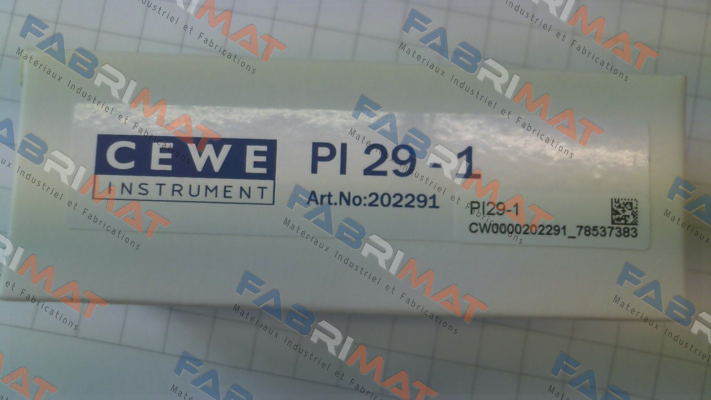 CEWE
INSTRUMENT
PI 29 - 1
Art.No:202291
PI29-1
CW0000202291_78537383
FABRIMAT
Materiaux Industriel et Fabrications